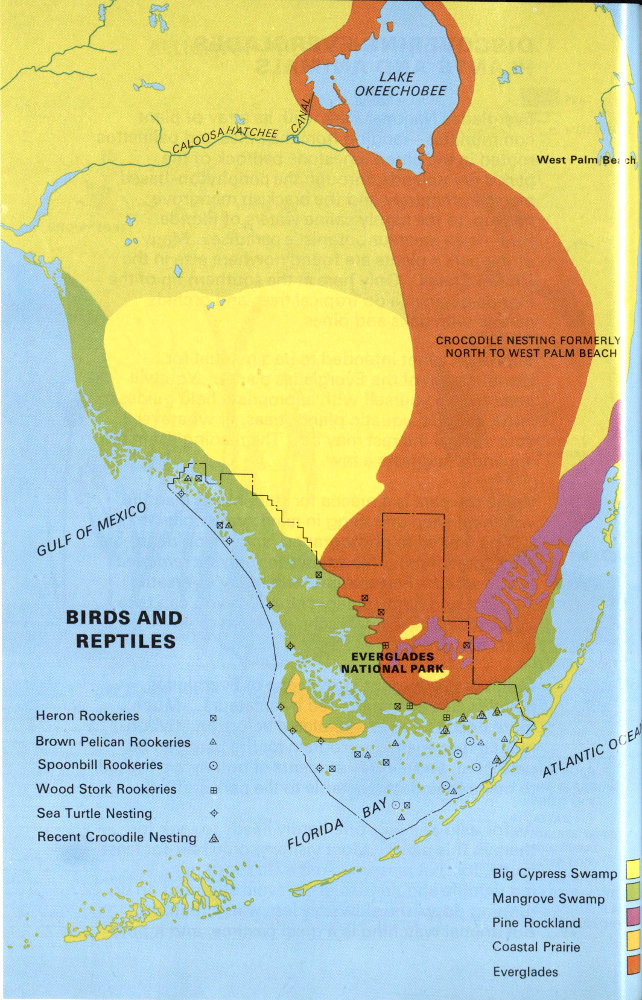 LAKE
OKEECHOBEE
CANAL
CALOOSAHATCHEE
West Palm Beach
CROCODILE NESTING FORMERLY
NORTH TO WEST PALM BEACH
GULF OF MEXICO
BIRDS AND
REPTILES
EVERGLADES
NATIONAL PARK
Heron Rookeries
Brown Pelican Rookeries
Spoonbill Rookeries
Wood Stork Rookeries
Sea Turtle Nesting
Recent Crocodile Nesting
FLORIDA BAY
ATLANTIC OCEA
Big Cypress Swamp
Mangrove Swamp
Pine Rockland
Coastal Prairie
Everglades